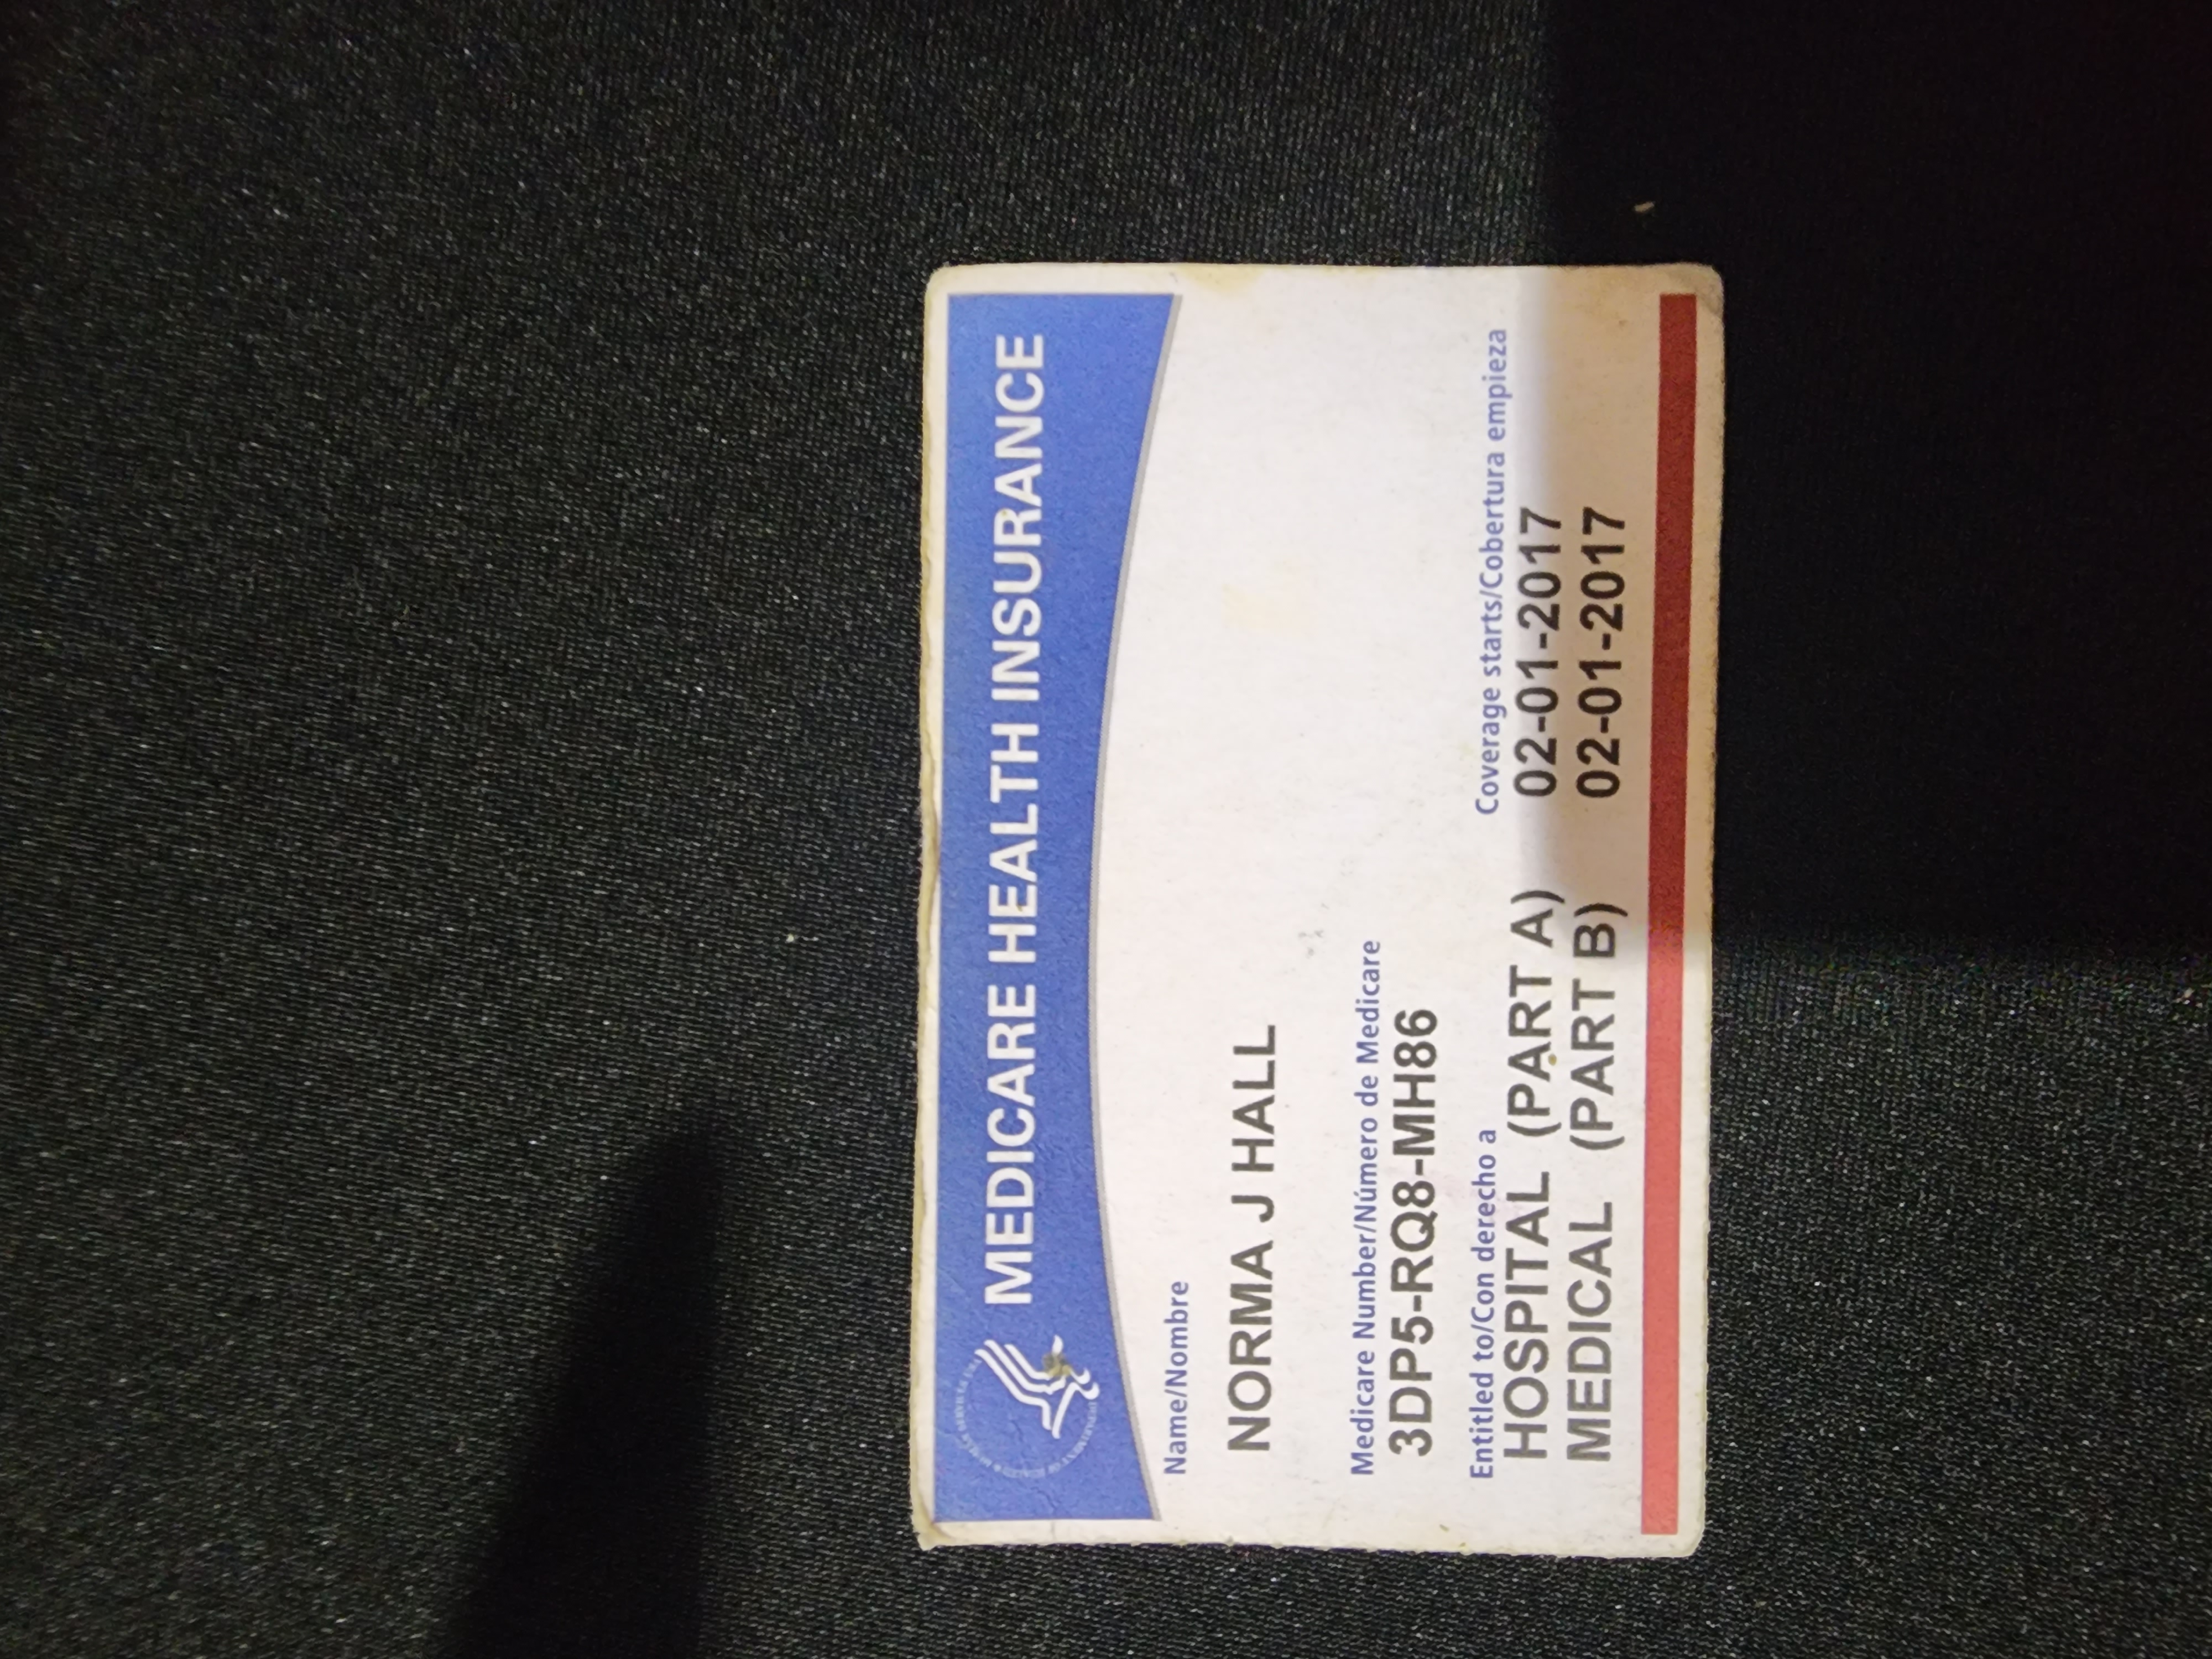 MEDICARE HEALTH INSURANCE
Name/Nombre
NORMA J HALL
Medicare Number/Número de Medicare
3DP5-RQ8-MH86
Entitled to/Con derecho a Coverage starts/Cobertura empieza
HOSPITAL (PART A) 02-01-2017
MEDICAL (PART B) 02-01-2017